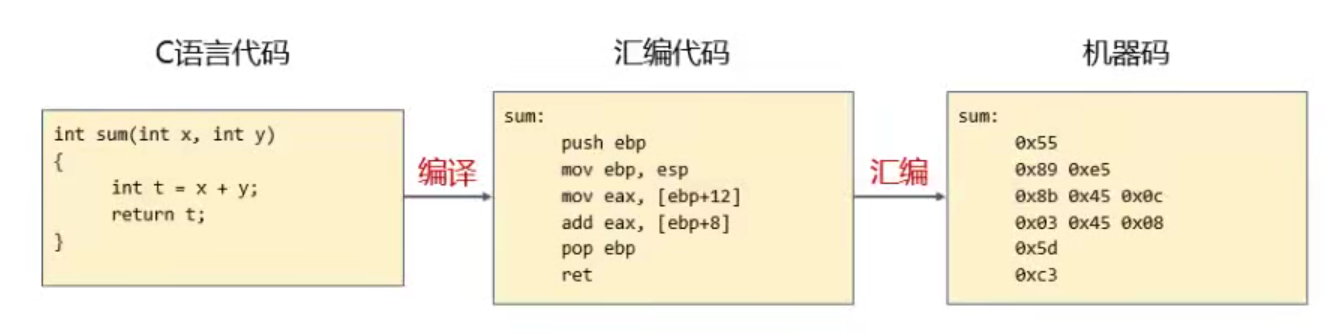 C语言代码
int sum(int x, int y)
{
int t = x + y;
return t;
}
编译
汇编代码
sum:
push ebp
mov ebp, esp
mov eax, [ebp+12]
add eax, [ebp+8]
pop ebp
ret
汇编
机器码
sum:
0x55
0x89 0xe5
0x8b 0x45 0x0c
0x03 0x45 0x08
0x5d
0xc3